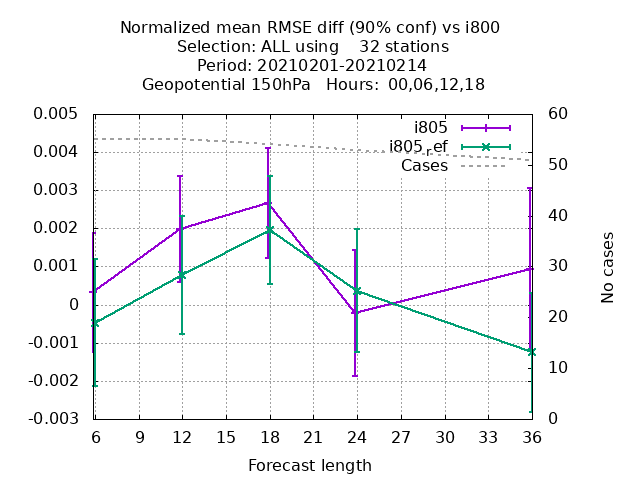 Normalized mean RMSE diff (90% conf) vs i800
Selection: ALL using    32 stations
Period: 20210201-20210214
Geopotential 150hPa   Hours: 00,06,12,18
0.005
0.004
0.003
0.002
0.001
0
-0.001
-0.002
-0.003
60
50
40
30
20
10
0
i805
i805_ref
Cases
No cases
6 9 12 15 18 21 24 27 30 33 36
Forecast length